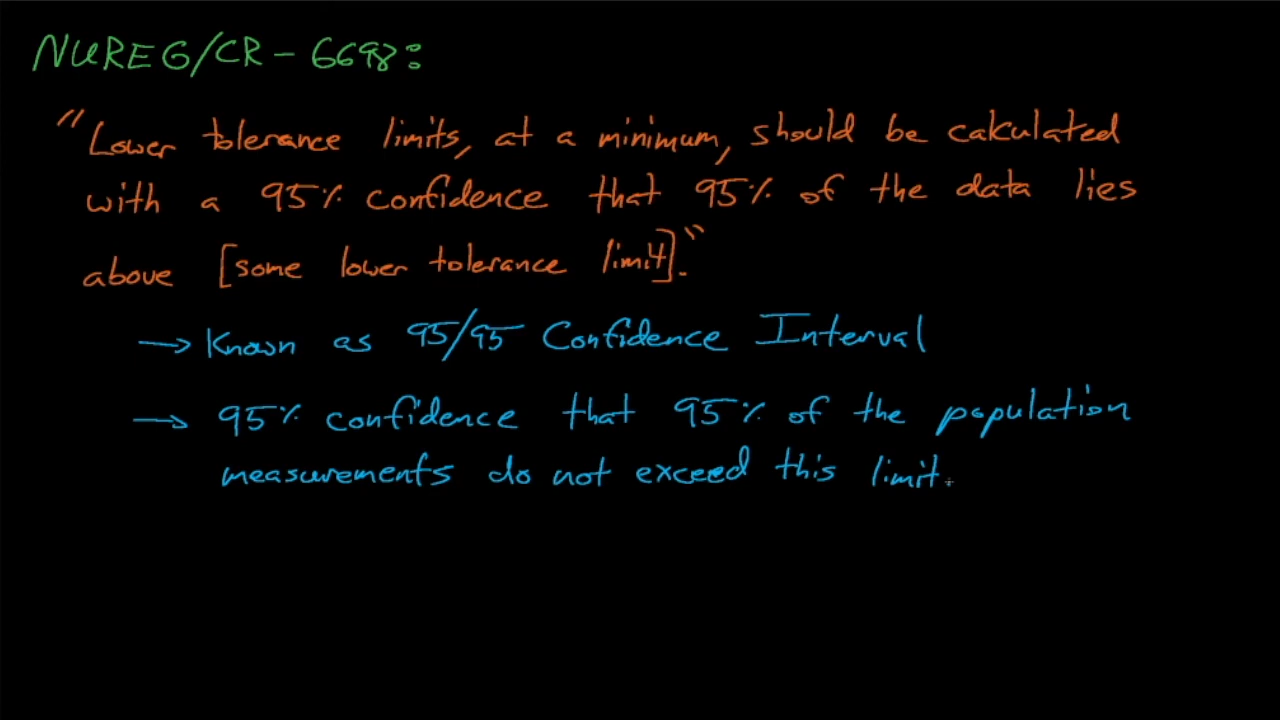 NUREG/CR-6698:
"Lower tolerance limits, at a minimum, should be calculated
with a 95% confidence that 95% of the data lies
above [some lower tolerance limit]."
→ Known as 95/95 Confidence Interval
→ 95% confidence that 95% of the population
measurements do not exceed this limit.